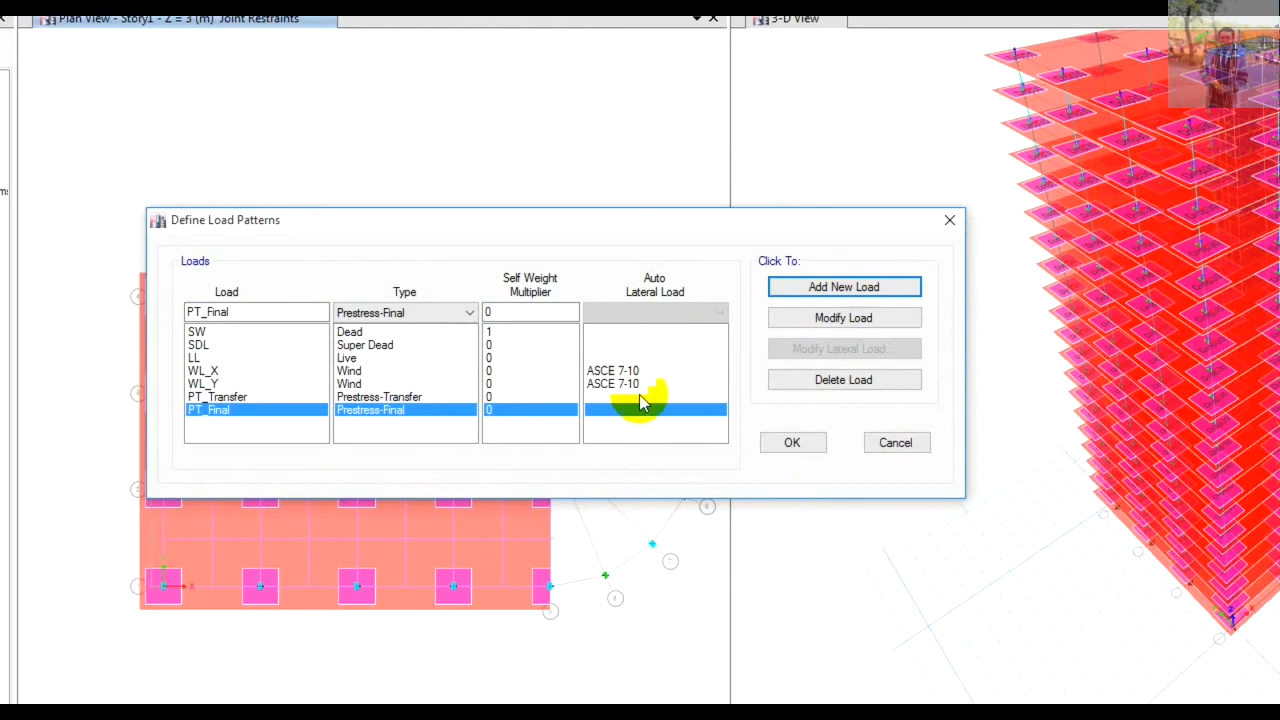 Plan View - Story1 - Z = 3 (m) Joint Restraints
3-D View
Define Load Patterns
Loads
Click To:
Load
Type
Self Weight
Multiplier
Auto
Lateral Load
PT_Final
Prestress-Final
0
SW
Dead
1
SDL
Super Dead
0
LL
Live
0
WL_X
Wind
0
ASCE 7-10
WL_Y
Wind
0
ASCE 7-10
PT_Transfer
Prestress-Transfer
0
PT_Final
Prestress-Final
0
Add New Load
Modify Load
Modify Lateral Load...
Delete Load
OK
Cancel